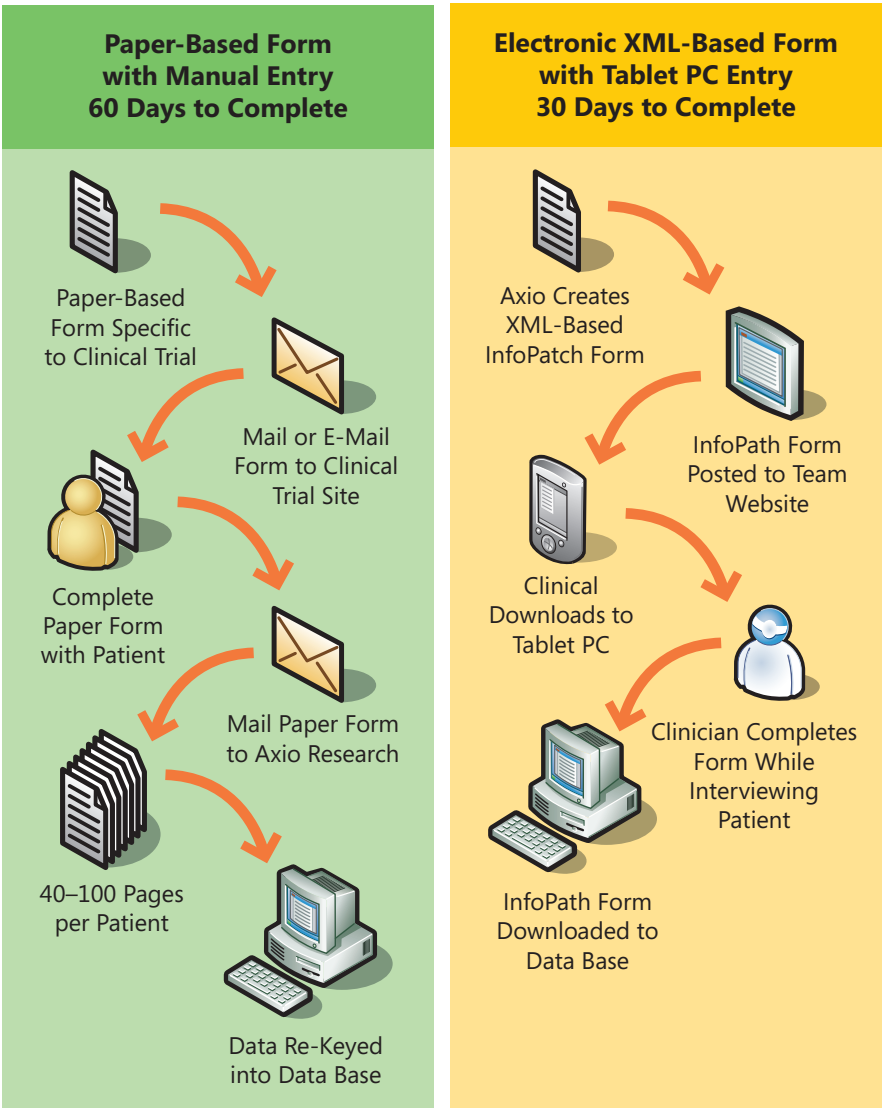 Paper-Based Form
with Manual Entry
60 Days to Complete
Paper-Based
Form Specific
to Clinical Trial
Mail or E-Mail
Form to Clinical
Trial Site
Complete
Paper Form
with Patient
Mail Paper Form
to Axio Research
40–100 Pages
per Patient
Data Re-Keyed
into Data Base
Electronic XML-Based Form
with Tablet PC Entry
30 Days to Complete
Axio Creates
XML-Based
InfoPatch Form
InfoPath Form
Posted to Team
Website
Clinical
Downloads to
Tablet PC
Clinician Completes
Form While
Interviewing
Patient
InfoPath Form
Downloaded to
Data Base